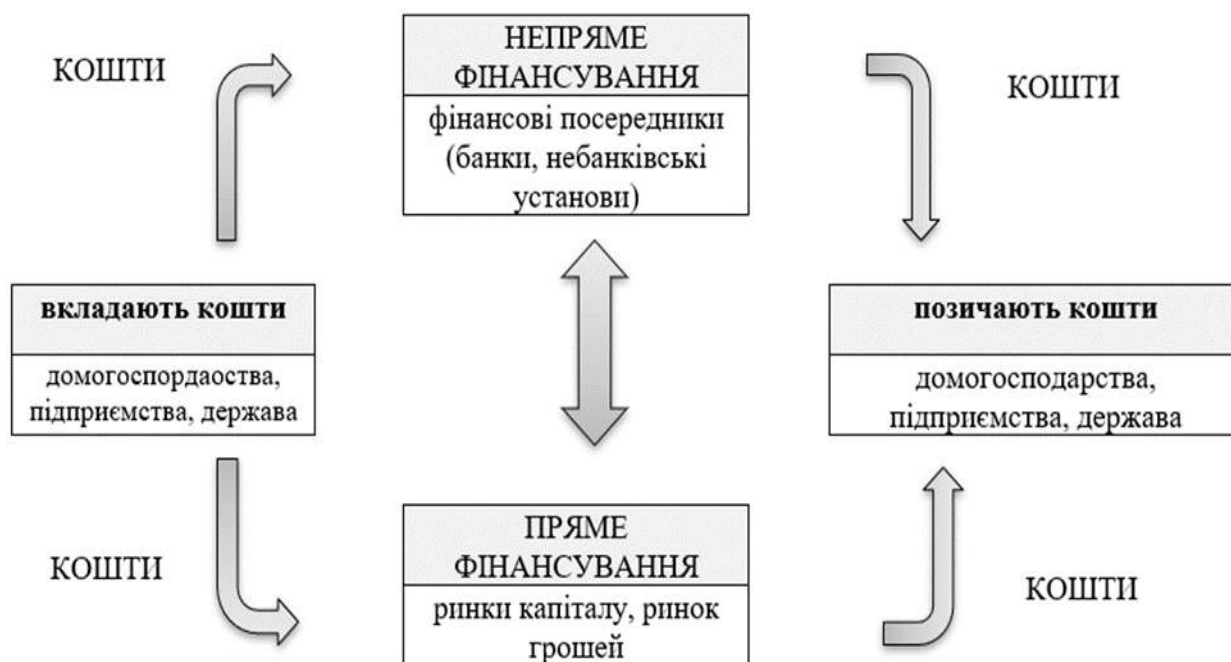 НЕПРЯМЕ
ФІНАНСУВАННЯ
КОШТИ
КОШТИ
фінансові посередники
(банки, небанківські
установи)
вкладають кошти
домогоспордаоства,
підприємства, держава
позичають кошти
домогосподарства,
підприємства, держава
ПРЯМЕ
ФІНАНСУВАННЯ
КОШТИ
КОШТИ
ринки капіталу, ринок
грошей